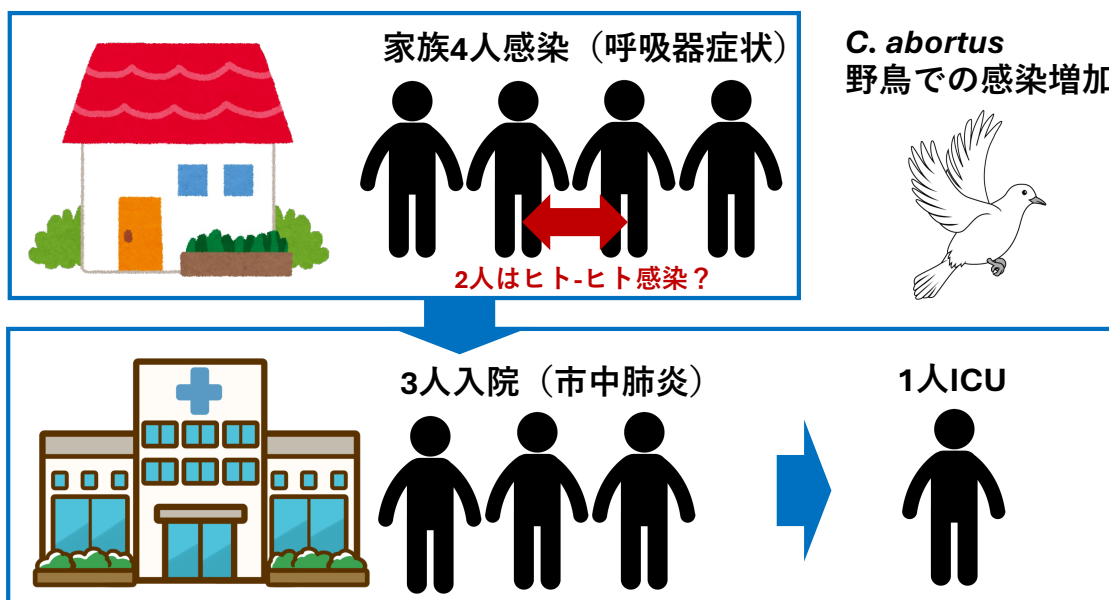 家族4人感染（呼吸器症状）
C. abortus
野鳥での感染増加
2人はヒト-ヒト感染？
3人入院（市中肺炎）
1人ICU